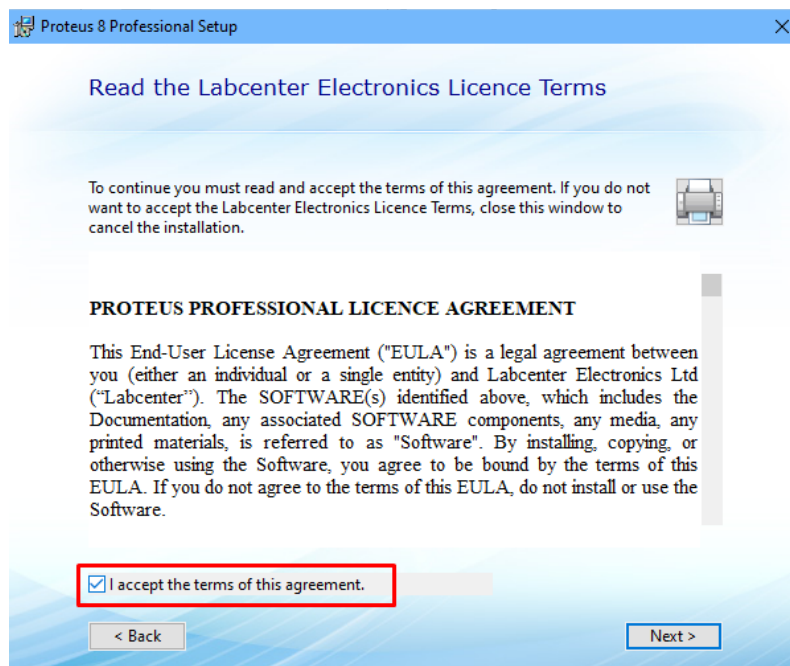 Proteus 8 Professional Setup
Read the Labcenter Electronics Licence Terms
To continue you must read and accept the terms of this agreement. If you do not
want to accept the Labcenter Electronics Licence Terms, close this window to
cancel the installation.
PROTEUS PROFESSIONAL LICENCE AGREEMENT
This End-User License Agreement ("EULA") is a legal agreement between
you (either an individual or a single entity) and Labcenter Electronics Ltd
(“Labcenter”). The SOFTWARE(s) identified above, which includes the
Documentation, any associated SOFTWARE components, any media, any
printed materials, is referred to as "Software". By installing, copying, or
otherwise using the Software, you agree to be bound by the terms of this
EULA. If you do not agree to the terms of this EULA, do not install or use the
Software.
I accept the terms of this agreement.
< Back
Next >